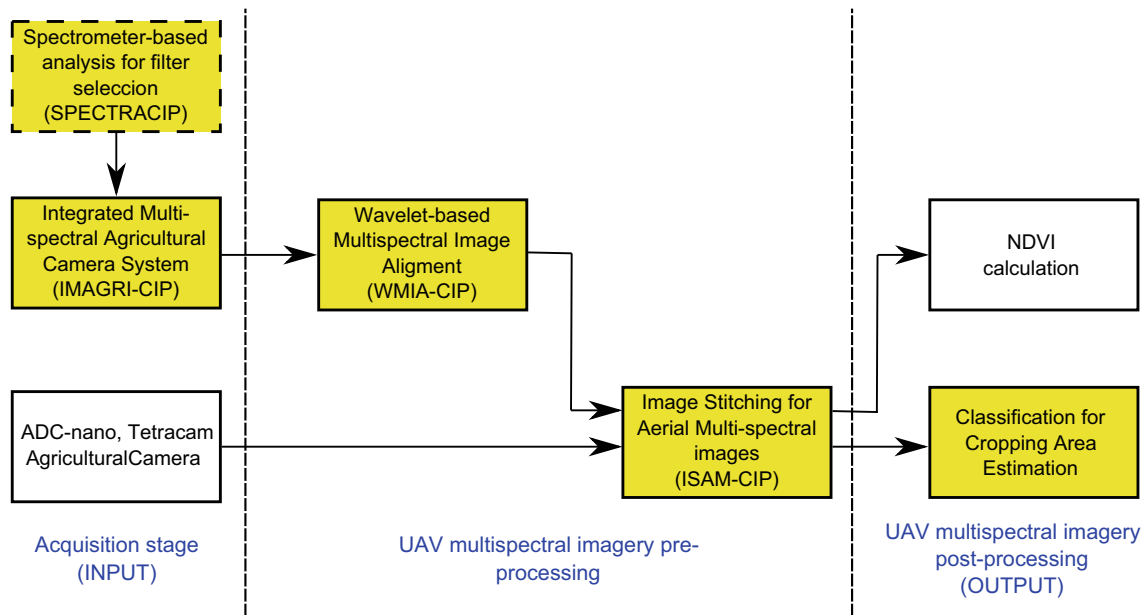 Spectrometer-based
analysis for filter
seleccion
(SPECTRACIP)
Integrated Multi-
spectral Agricultural
Camera System
(IMAGRI-CIP)
Wavelet-based
Multispectral Image
Aligment
(WMIA-CIP)
NDVI
calculation
ADC-nano, Tetracam
AgriculturalCamera
Image Stitching for
Aerial Multi-spectral
images
(ISAM-CIP)
Classification for
Cropping Area
Estimation
Acquisition stage
(INPUT)
UAV multispectral imagery pre-
processing
UAV multispectral imagery
post-processing
(OUTPUT)